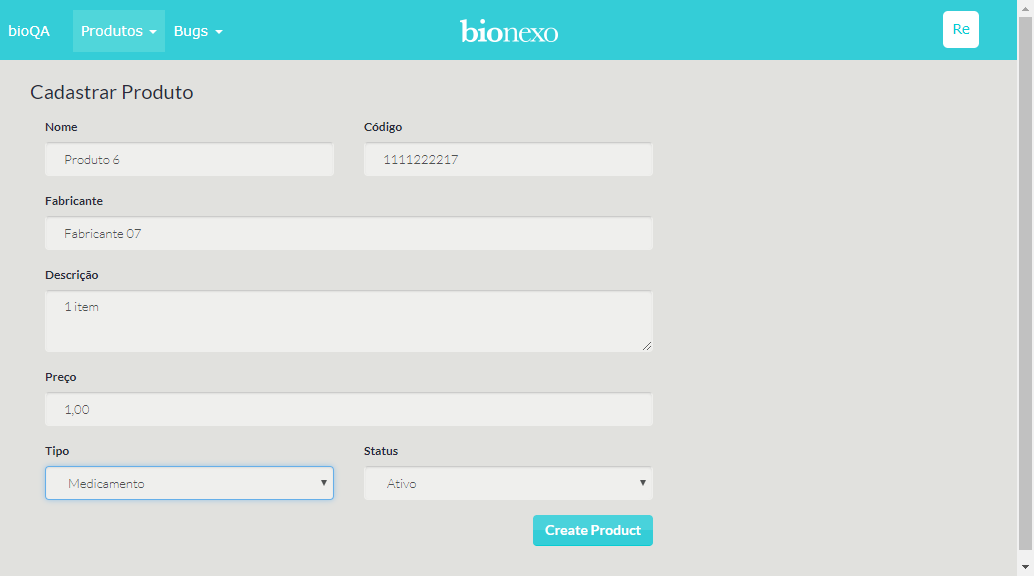 bioQA Produtos Bugs bionexo Re
Cadastrar Produto
Nome Código
Produto 6 1111222217
Fabricante
Fabricante 07
Descrição
1 item
Preço
1,00
Tipo Status
Medicamento Ativo
Create Product